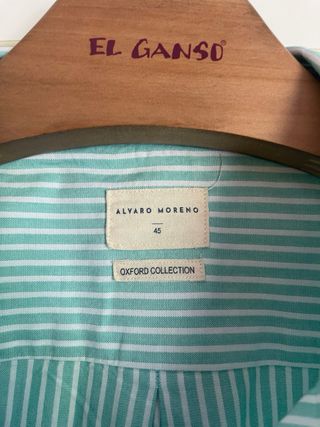 EL GANSO®
ALVARO MORENO
45
OXFORD COLLECTION